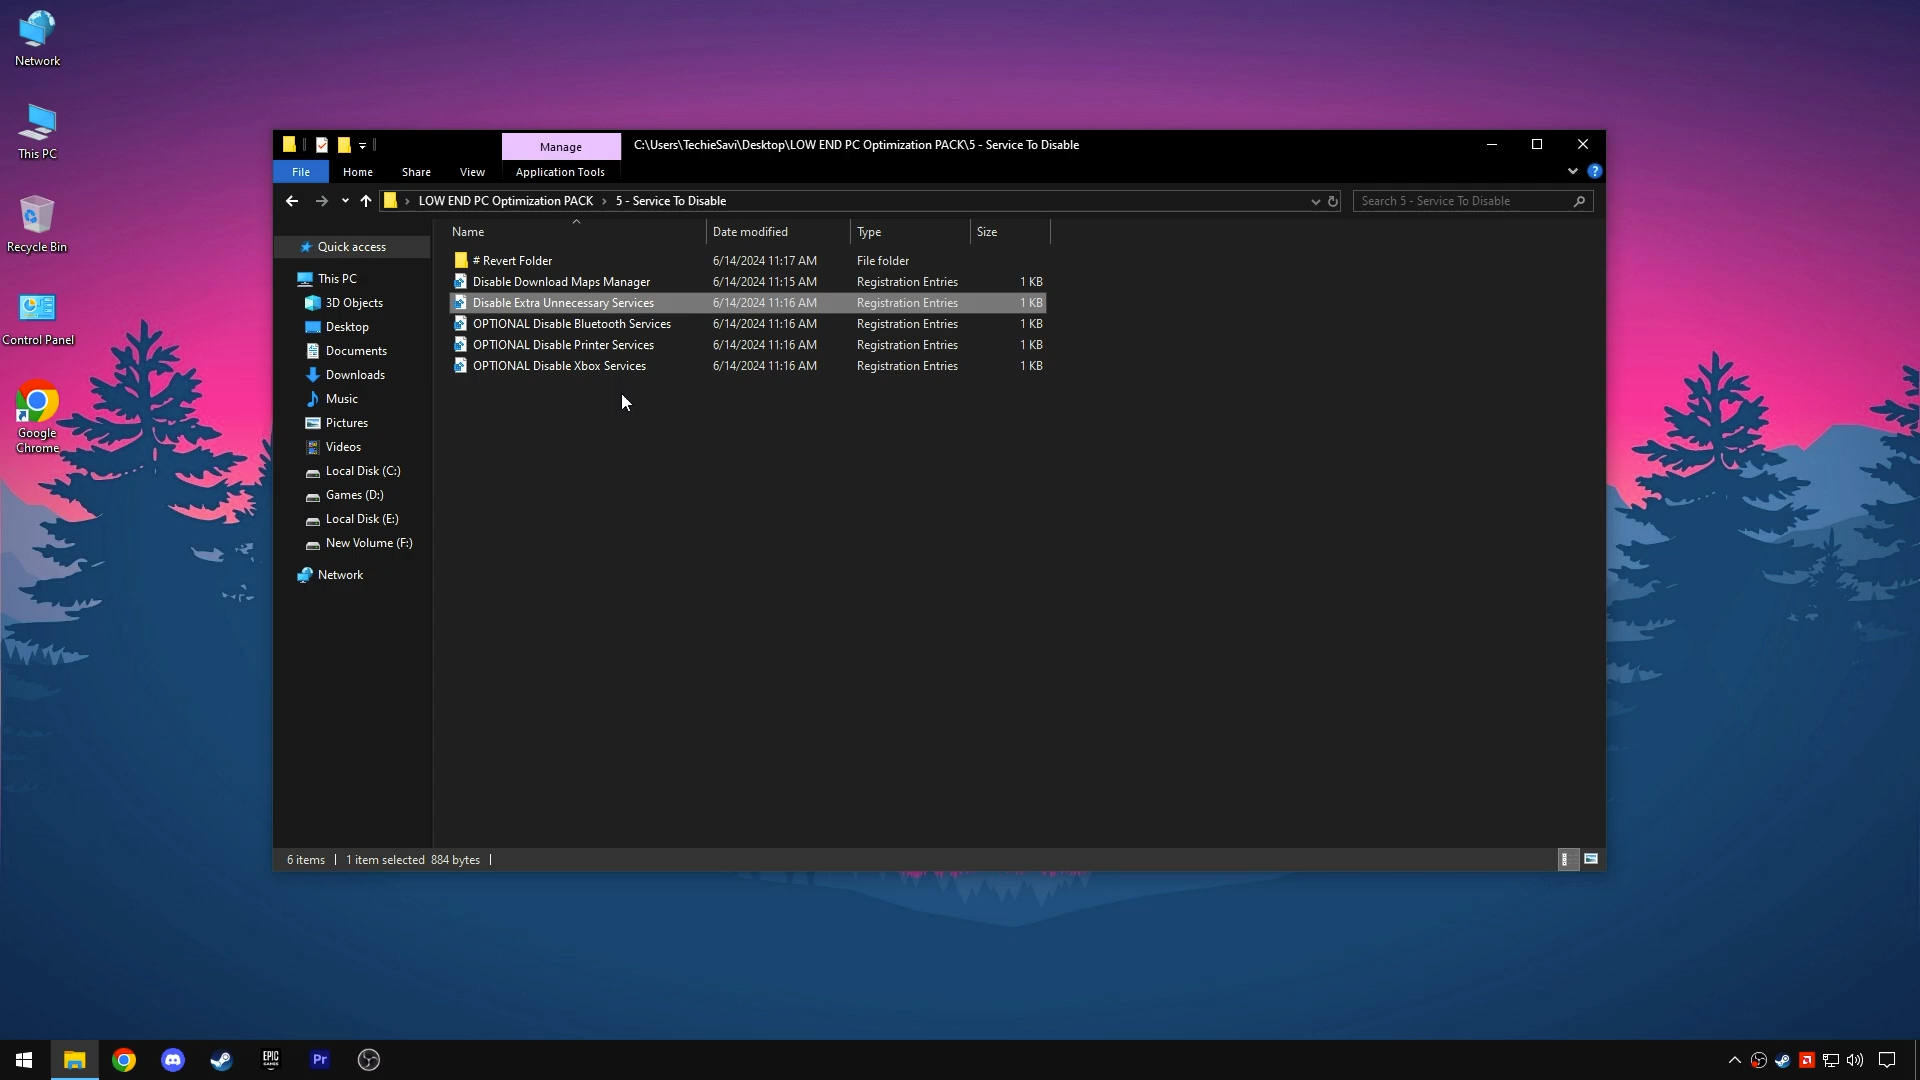 Network
This PC
Recycle Bin
Control Panel
Google
Chrome
Manage
C:\Users\TechieSavi\Desktop\LOW END PC Optimization PACK\5 - Service To Disable
File
Home
Share
View
Application Tools
?
LOW END PC Optimization PACK › 5 - Service To Disable
Search 5 - Service To Disable
Name
Date modified
Type
Size
# Revert Folder 6/14/2024 11:17 AM File folder
Disable Download Maps Manager 6/14/2024 11:15 AM Registration Entries 1 KB
Disable Extra Unnecessary Services 6/14/2024 11:16 AM Registration Entries 1 KB
OPTIONAL Disable Bluetooth Services 6/14/2024 11:16 AM Registration Entries 1 KB
OPTIONAL Disable Printer Services 6/14/2024 11:16 AM Registration Entries 1 KB
OPTIONAL Disable Xbox Services 6/14/2024 11:16 AM Registration Entries 1 KB
Quick access
This PC
3D Objects
Desktop
Documents
Downloads
Music
Pictures
Videos
Local Disk (C:)
Games (D:)
Local Disk (E:)
New Volume (F:)
Network
6 items
1 item selected 884 bytes
EPIC
GAMES
Pr